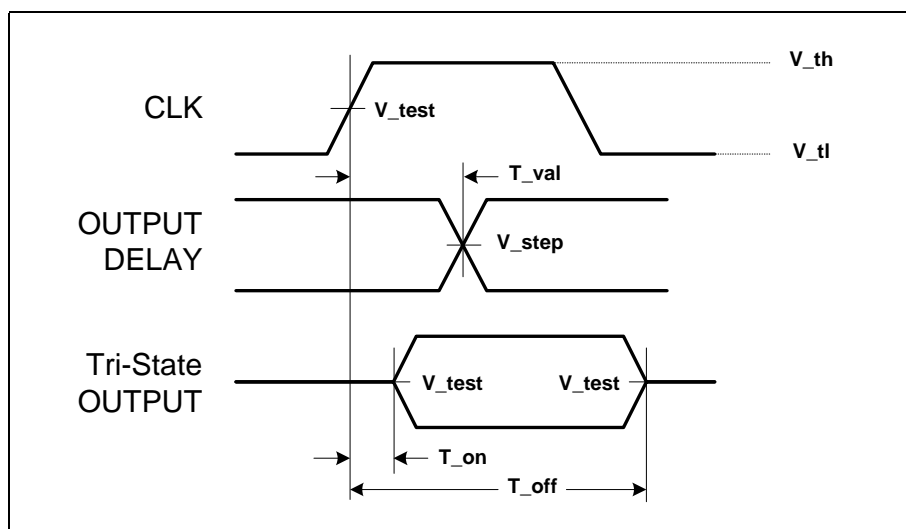 V_th
CLK
V_test
V_tl
T_val
OUTPUT
DELAY
V_step
Tri-State
OUTPUT
V_test
V_test
T_on
T_off